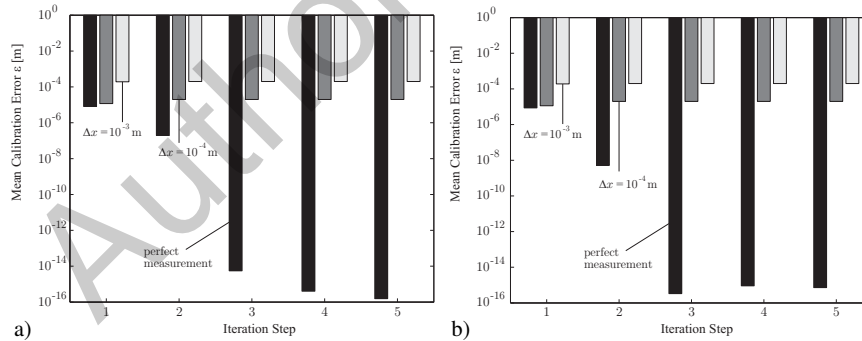 Author
Mean Calibration Error ε [m]
10^0
10^-2
10^-4
10^-6
10^-8
10^-10
10^-12
10^-14
10^-16
Δx = 10^-3 m
Δx = 10^-4 m
perfect
measurement
1 2 3 4 5
Iteration Step
a)
Mean Calibration Error ε [m]
10^0
10^-2
10^-4
10^-6
10^-8
10^-10
10^-12
10^-14
10^-16
Δx = 10^-3 m
Δx = 10^-4 m
perfect
measurement
1 2 3 4 5
Iteration Step
b)